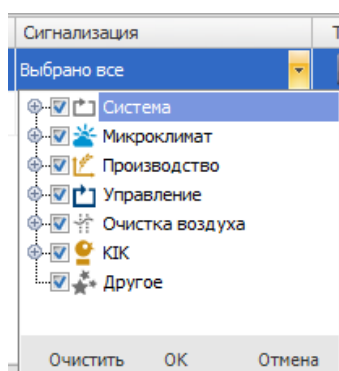 Сигнализация
Выбрано все
Система
Микроклимат
Производство
Управление
Очистка воздуха
KIK
Другое
Очистить OK Отмена